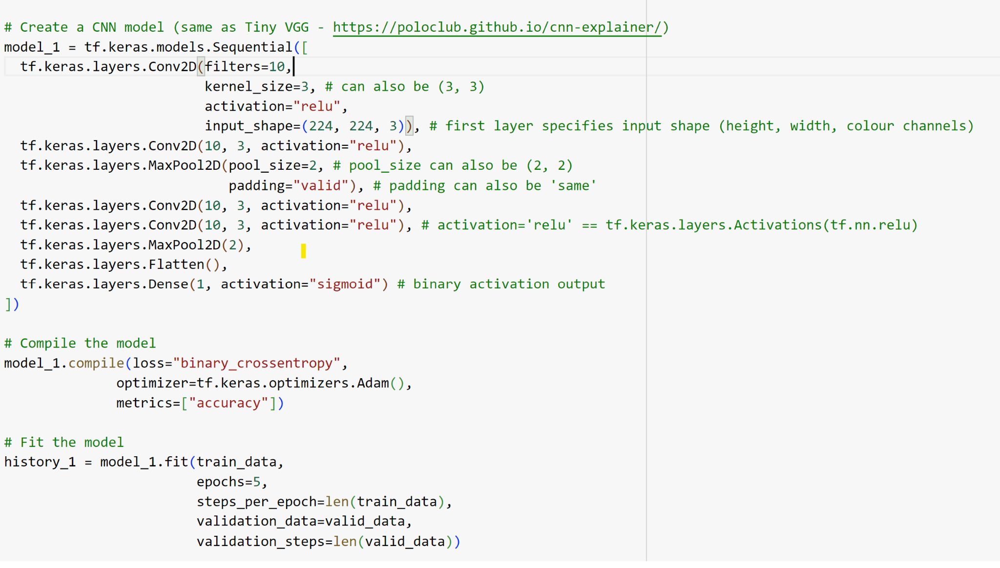 # Create a CNN model (same as Tiny VGG - https://poloclub.github.io/cnn-explainer/)
model_1 = tf.keras.models.Sequential([
  tf.keras.layers.Conv2D(filters=10,
                         kernel_size=3, # can also be (3, 3)
                         activation="relu",
                         input_shape=(224, 224, 3)), # first layer specifies input shape (height, width, colour channels)
  tf.keras.layers.Conv2D(10, 3, activation="relu"),
  tf.keras.layers.MaxPool2D(pool_size=2, # pool_size can also be (2, 2)
                            padding="valid"), # padding can also be 'same'
  tf.keras.layers.Conv2D(10, 3, activation="relu"),
  tf.keras.layers.Conv2D(10, 3, activation="relu"), # activation='relu' == tf.keras.layers.Activations(tf.nn.relu)
  tf.keras.layers.MaxPool2D(2),
  tf.keras.layers.Flatten(),
  tf.keras.layers.Dense(1, activation="sigmoid") # binary activation output
])

# Compile the model
model_1.compile(loss="binary_crossentropy",
              optimizer=tf.keras.optimizers.Adam(),
              metrics=["accuracy"])

# Fit the model
history_1 = model_1.fit(train_data,
                        epochs=5,
                        steps_per_epoch=len(train_data),
                        validation_data=valid_data,
                        validation_steps=len(valid_data))